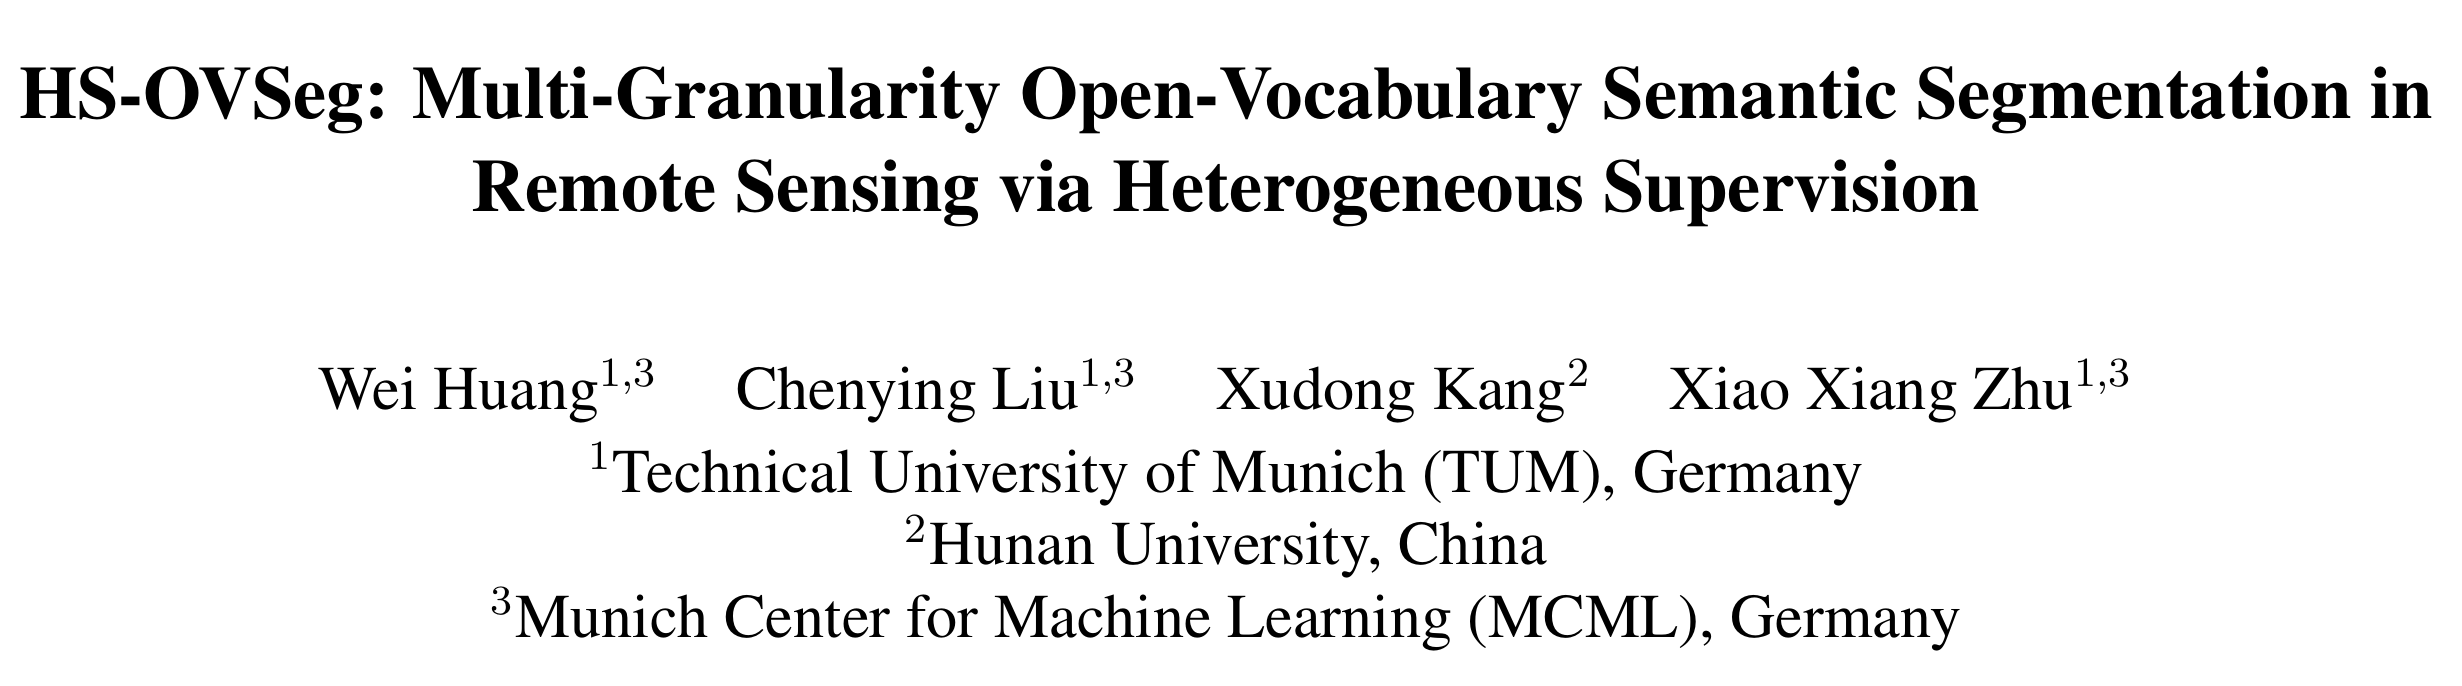 HS-OVSeg: Multi-Granularity Open-Vocabulary Semantic Segmentation in
Remote Sensing via Heterogeneous Supervision
Wei Huang1,3 Chenying Liu1,3 Xudong Kang2 Xiao Xiang Zhu1,3
1Technical University of Munich (TUM), Germany
2Hunan University, China
3Munich Center for Machine Learning (MCML), Germany